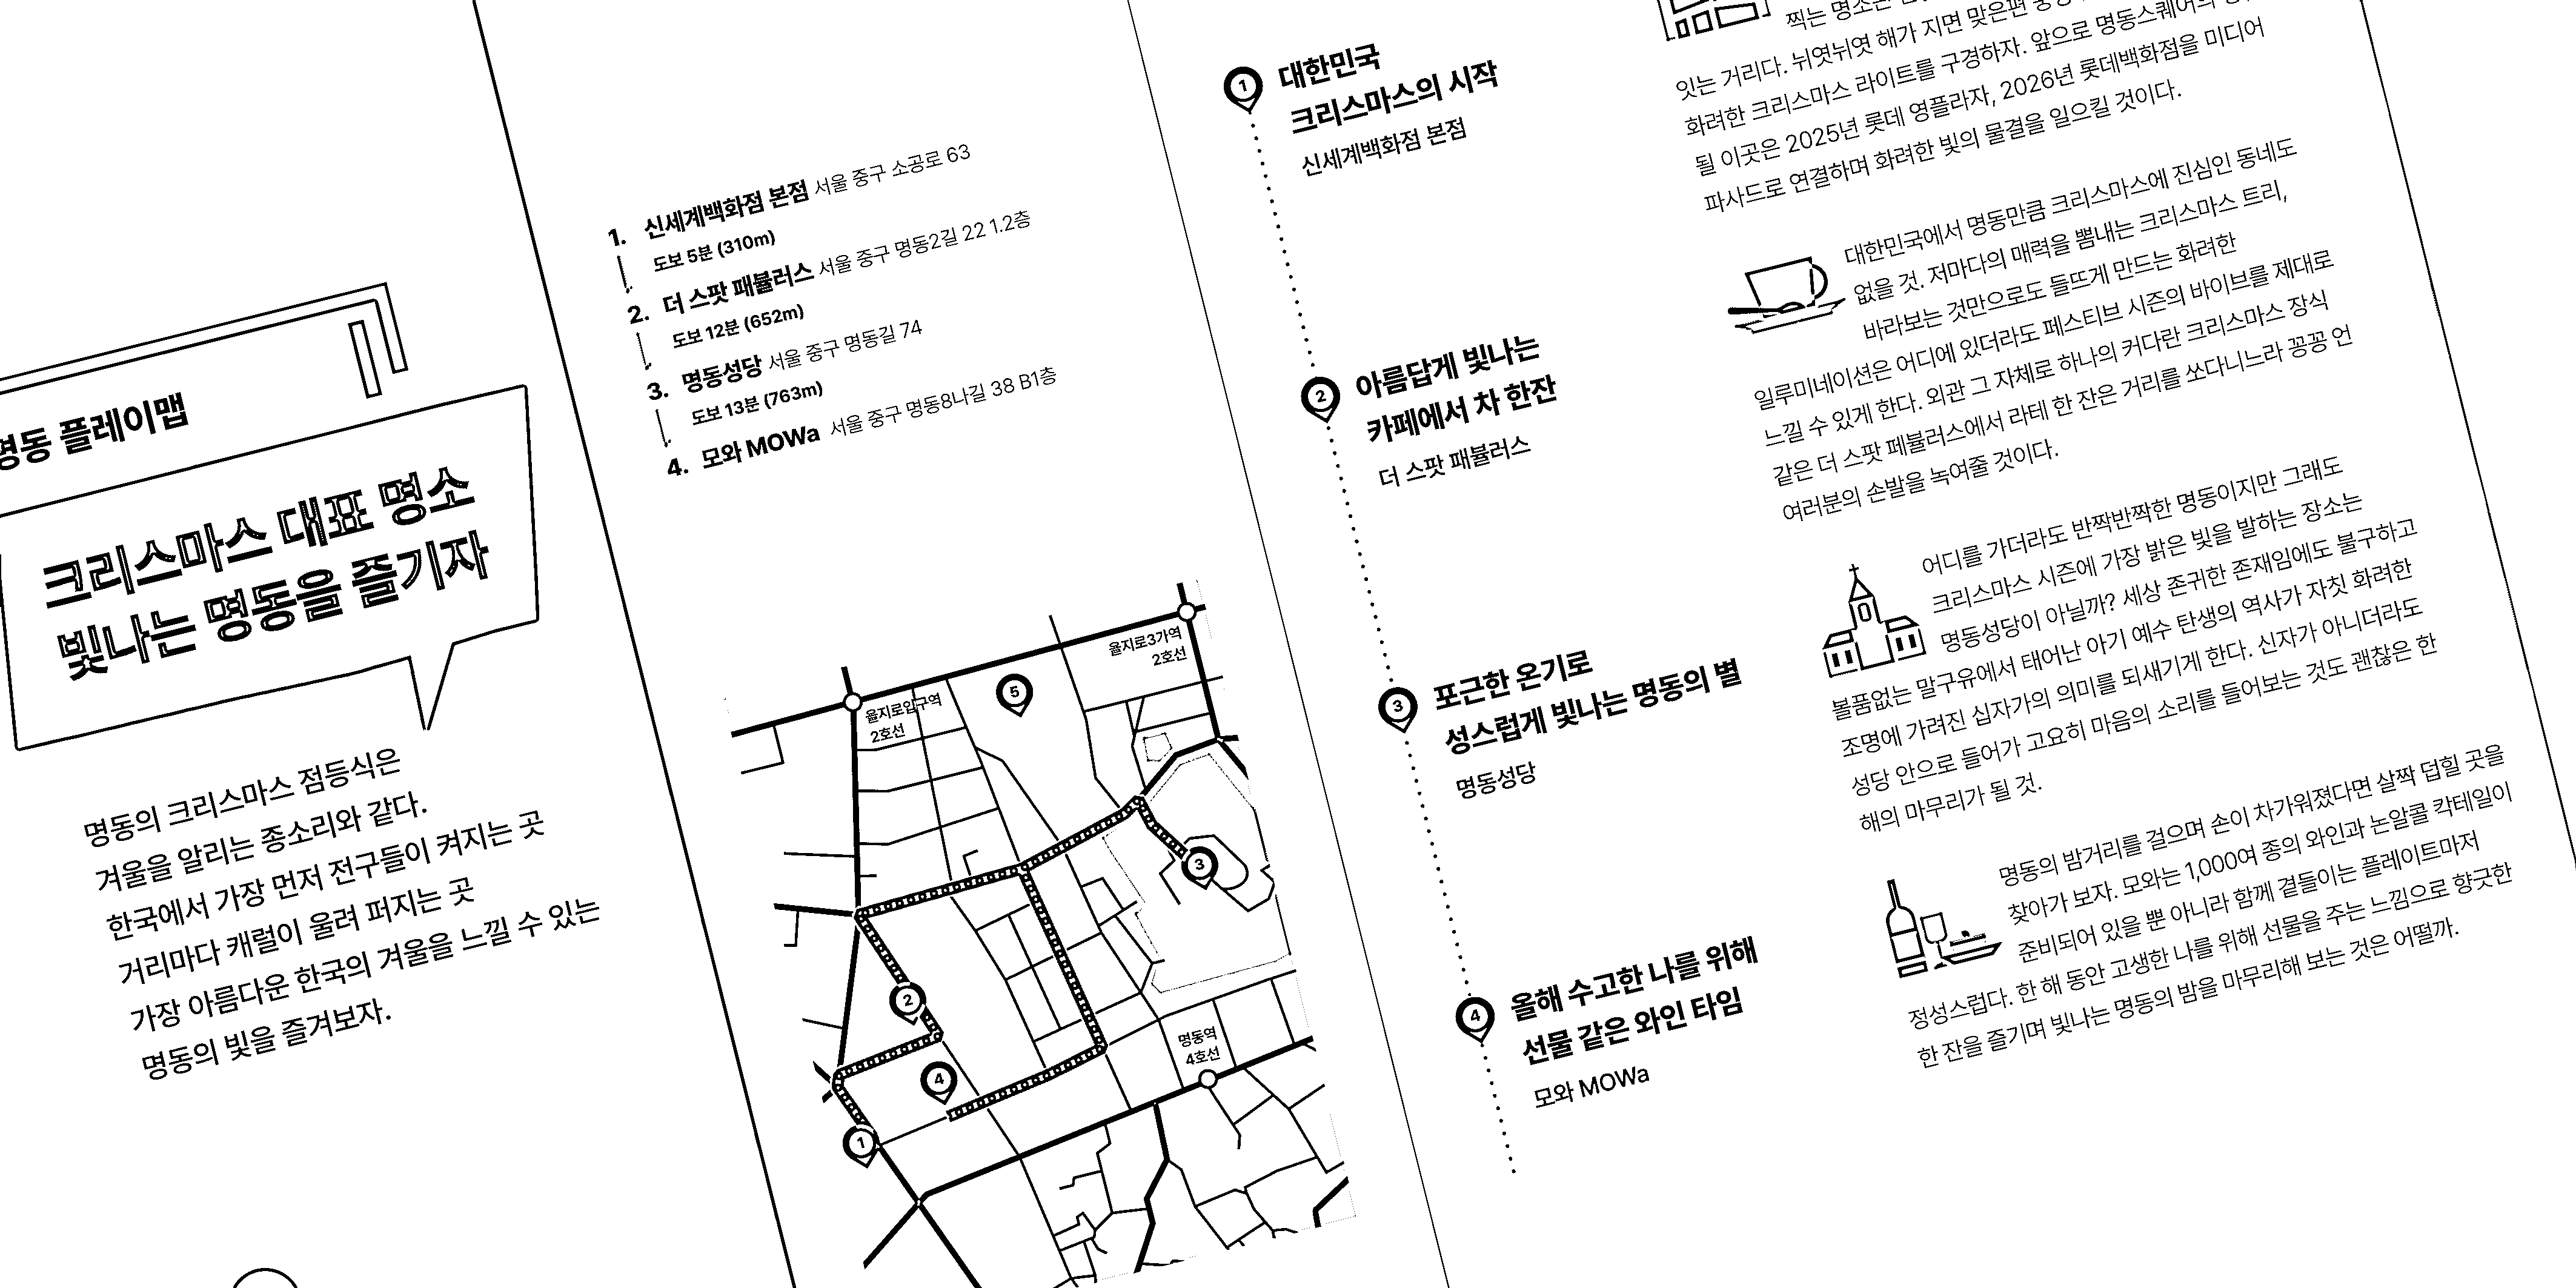 명동 플레이맵
크리스마스 대표 명소
빛나는 명동을 즐기자
명동의 크리스마스 점등식은
겨울을 알리는 종소리와 같다.
한국에서 가장 먼저 전구들이 켜지는 곳
거리마다 캐럴이 울려 퍼지는 곳
가장 아름다운 한국의 겨울을 느낄 수 있는
명동의 빛을 즐겨보자.
1. 신세계백화점 본점 서울 중구 소공로 63
도보 5분 (310m)
2. 더 스팟 패뷸러스 서울 중구 명동2길 22 1.2층
도보 12분 (652m)
3. 명동성당 서울 중구 명동길 74
도보 13분 (763m)
4. 모와 MOWa 서울 중구 명동8나길 38 B1층
을지로입구역
2호선
5
을지로3가역
2호선
3
2
4
1
명동역
4호선
1 대한민국
크리스마스의 시작
신세계백화점 본점
2 아름답게 빛나는
카페에서 차 한잔
더 스팟 패뷸러스
3 포근한 온기로
성스럽게 빛나는 명동의 별
명동성당
4 올해 수고한 나를 위해
선물 같은 와인 타임
모와 MOWa
찍는 명소
잇는 거리다. 뉘엿뉘엿 해가 지면 맞은편
화려한 크리스마스 라이트를 구경하자. 앞으로 명동스퀘어의
될 이곳은 2025년 롯데 영플라자, 2026년 롯데백화점을 미디어
파사드로 연결하며 화려한 빛의 물결을 일으킬 것이다.
대한민국에서 명동만큼 크리스마스에 진심인 동네도
없을 것. 저마다의 매력을 뽐내는 크리스마스 트리,
바라보는 것만으로도 들뜨게 만드는 화려한
일루미네이션은 어디에 있더라도 페스티브 시즌의 바이브를 제대로
느낄 수 있게 한다. 외관 그 자체로 하나의 커다란 크리스마스 장식
같은 더 스팟 페뷸러스에서 라테 한 잔은 거리를 쏘다니느라 꽁꽁 언
여러분의 손발을 녹여줄 것이다.
어디를 가더라도 반짝반짝한 명동이지만 그래도
크리스마스 시즌에 가장 밝은 빛을 발하는 장소는
명동성당이 아닐까? 세상 존귀한 존재임에도 불구하고
볼품없는 말구유에서 태어난 아기 예수 탄생의 역사가 자칫 화려한
조명에 가려진 십자가의 의미를 되새기게 한다. 신자가 아니더라도
성당 안으로 들어가 고요히 마음의 소리를 들어보는 것도 괜찮은 한
해의 마무리가 될 것.
명동의 밤거리를 걸으며 손이 차가워졌다면 살짝 덥힐 곳을
찾아가 보자. 모와는 1,000여 종의 와인과 논알콜 칵테일이
준비되어 있을 뿐 아니라 함께 곁들이는 플레이트마저
정성스럽다. 한 해 동안 고생한 나를 위해 선물을 주는 느낌으로 향긋한
한 잔을 즐기며 빛나는 명동의 밤을 마무리해 보는 것은 어떨까.